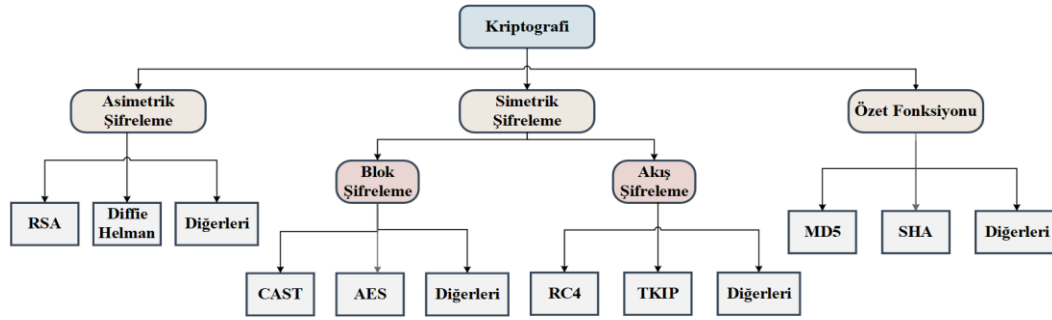 Kriptografi
Asimetrik
Şifreleme
Simetrik
Şifreleme
Özet Fonksiyonu
Blok
Şifreleme
Akış
Şifreleme
RSA
Diffie
Helman
Diğerleri
MD5
SHA
Diğerleri
CAST
AES
Diğerleri
RC4
TKIP
Diğerleri